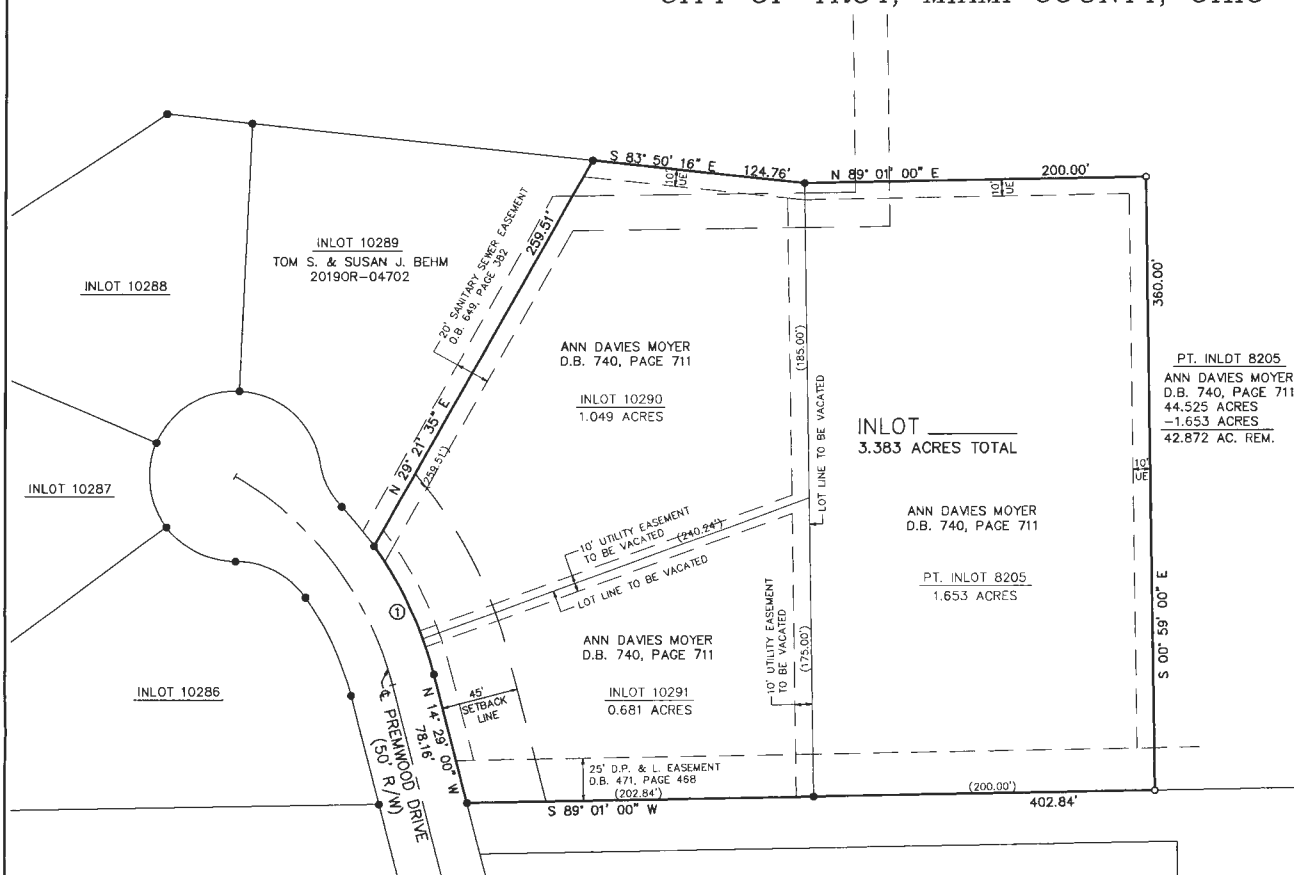 CITY OF TROY, MIAMI COUNTY, OHIO
S 83° 50' 16" E
124.76'
N 89° 01' 00" E
200.00'
10'
UE
10'
UE
INLOT 10289
TOM S. & SUSAN J. BEHM
2019OR-04702
INLOT 10288
20' SANITARY SEWER EASEMENT
D.B. 649, PAGE 382
259.51'
N 29° 21' 35" E
(259.51')
ANN DAVIES MOYER
D.B. 740, PAGE 711
INLOT 10290
1.049 ACRES
(185.00')
LOT LINE TO BE VACATED
INLOT
3.383 ACRES TOTAL
360.00'
PT. INLOT 8205
ANN DAVIES MOYER
D.B. 740, PAGE 711
44.525 ACRES
-1.653 ACRES
42.872 AC. REM.
10'
UE
INLOT 10287
ANN DAVIES MOYER
D.B. 740, PAGE 711
PT. INLOT 8205
1.653 ACRES
10' UTILITY EASEMENT
TO BE VACATED
(240.24')
LOT LINE TO BE VACATED
S 00° 59' 00" E
1
ANN DAVIES MOYER
D.B. 740, PAGE 711
INLOT 10291
0.681 ACRES
10' UTILITY EASEMENT
TO BE VACATED
(175.00')
INLOT 10286
45'
SETBACK
LINE
N 14° 29' 00" W
78.16'
℄ PREMWOOD DRIVE
(50' R/W)
25' D.P. & L. EASEMENT
D.B. 471, PAGE 468
(202.84')
S 89° 01' 00" W
(200.00')
402.84'